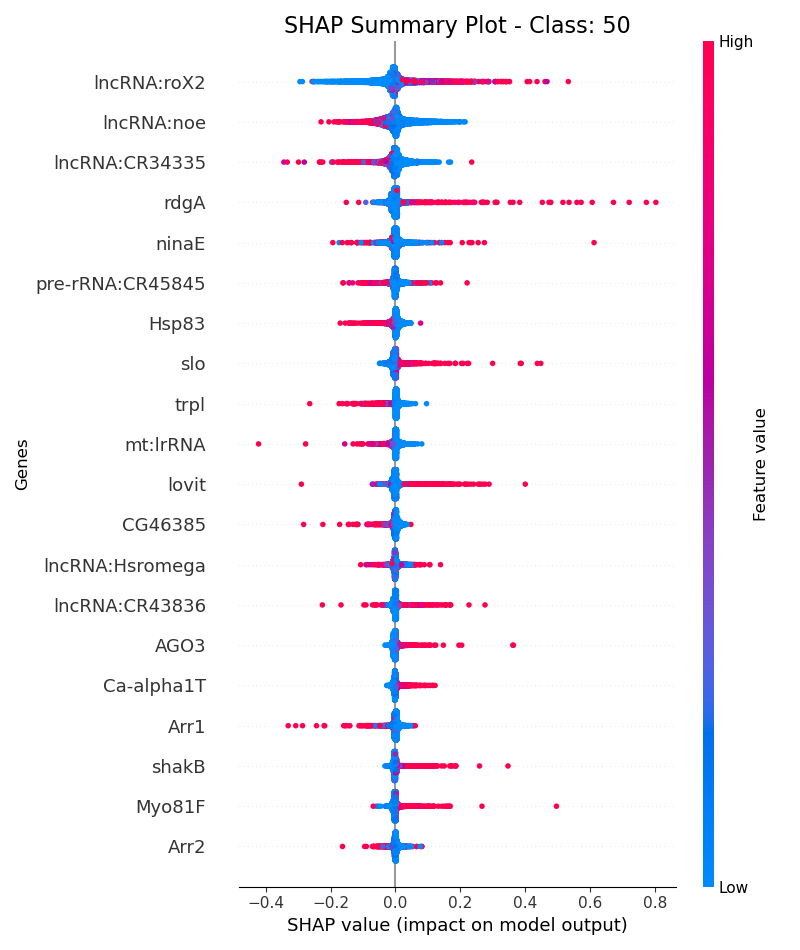 SHAP Summary Plot - Class: 50
High
lncRNA:roX2
lncRNA:noe
lncRNA:CR34335
rdgA
ninaE
pre-rRNA:CR45845
Hsp83
slo
trpl
mt:lrRNA
lovit
CG46385
lncRNA:Hsromega
lncRNA:CR43836
AGO3
Ca-alpha1T
Arr1
shakB
Myo81F
Arr2
Genes
Feature value
Low
−0.4 −0.2 0.0 0.2 0.4 0.6 0.8
SHAP value (impact on model output)